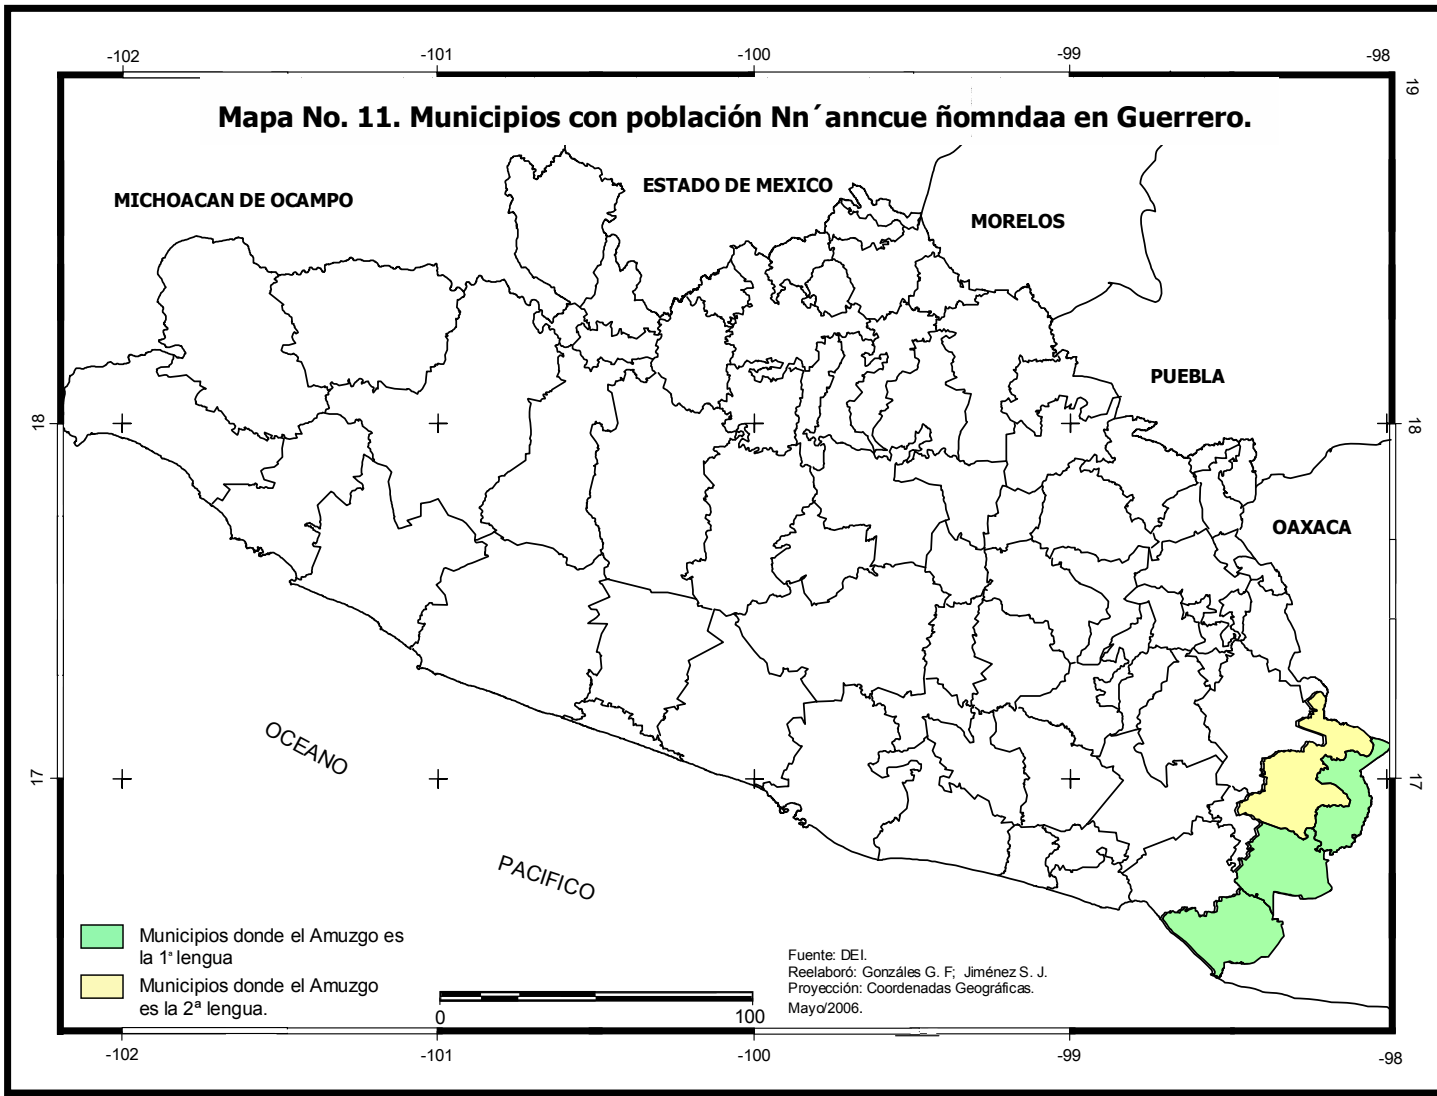 -102
-101
-100
-99
-98
19
Mapa No. 11. Municipios con población Nn´anncue ñomndaa en Guerrero.
MICHOACAN DE OCAMPO
ESTADO DE MEXICO
MORELOS
PUEBLA
18
18
OAXACA
OCEANO
17
17
PACIFICO
Municipios donde el Amuzgo es
la 1ª lengua
Municipios donde el Amuzgo
es la 2ª lengua.
0
100
Fuente: DEI.
Reelaboró: Gonzáles G. F; Jiménez S. J.
Proyección: Coordenadas Geográficas.
Mayo/2006.
-102
-101
-100
-99
-98